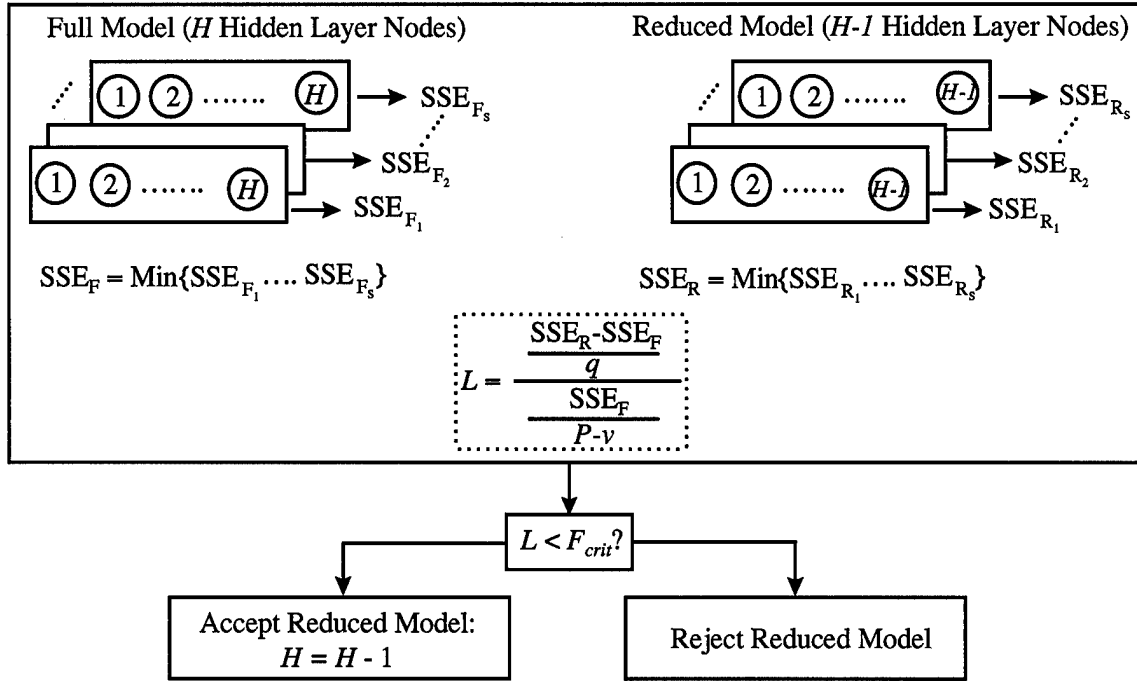 Full Model (H Hidden Layer Nodes)
1 2 ....... H
SSE_Fs
SSE_F2
1 2 ....... H
SSE_F1
SSE_F = Min{SSE_F1 .... SSE_Fs}
Reduced Model (H-1 Hidden Layer Nodes)
1 2 ....... H-1
SSE_Rs
SSE_R2
1 2 ....... H-1
SSE_R1
SSE_R = Min{SSE_R1 .... SSE_Rs}
L =
SSE_R-SSE_F
q
SSE_F
P-v
L < F_crit?
Accept Reduced Model:
H = H - 1
Reject Reduced Model